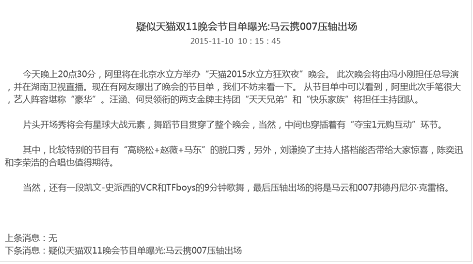 疑似天猫双11晚会节目单曝光:马云携007压轴出场
2015-11-10 10:15:45
今天晚上20点30分，阿里将在北京水立方举办“天猫2015水立方狂欢夜”晚会。此次晚会将由冯小刚担任总导演
，并在湖南卫视直播。现在有网友曝出了晚会的节目单，我们不妨来看一下。 从节目单中可以看到，阿里此次手笔很大
，艺人阵容堪称“豪华”。汪涵、何炅领衔的两支金牌主持团“天天兄弟”和“快乐家族”将担任主持团队。
片头开场秀将会有星球大战元素，舞蹈节目贯穿了整个晚会，当然，中间也穿插着有“夺宝1元购互动”环节。
其中，比较特别的节目有“高晓松+赵薇+马东”的脱口秀，另外，刘谦换了主持人搭档能否带给大家惊喜，陈奕迅
和李荣浩的合唱也值得期待。
当然，还有一段凯文-史派西的VCR和TFboys的9分钟歌舞，最后压轴出场的将是马云和007邦德丹尼尔·克雷格。
上条消息：无
下条消息：疑似天猫双11晚会节目单曝光:马云携007压轴出场